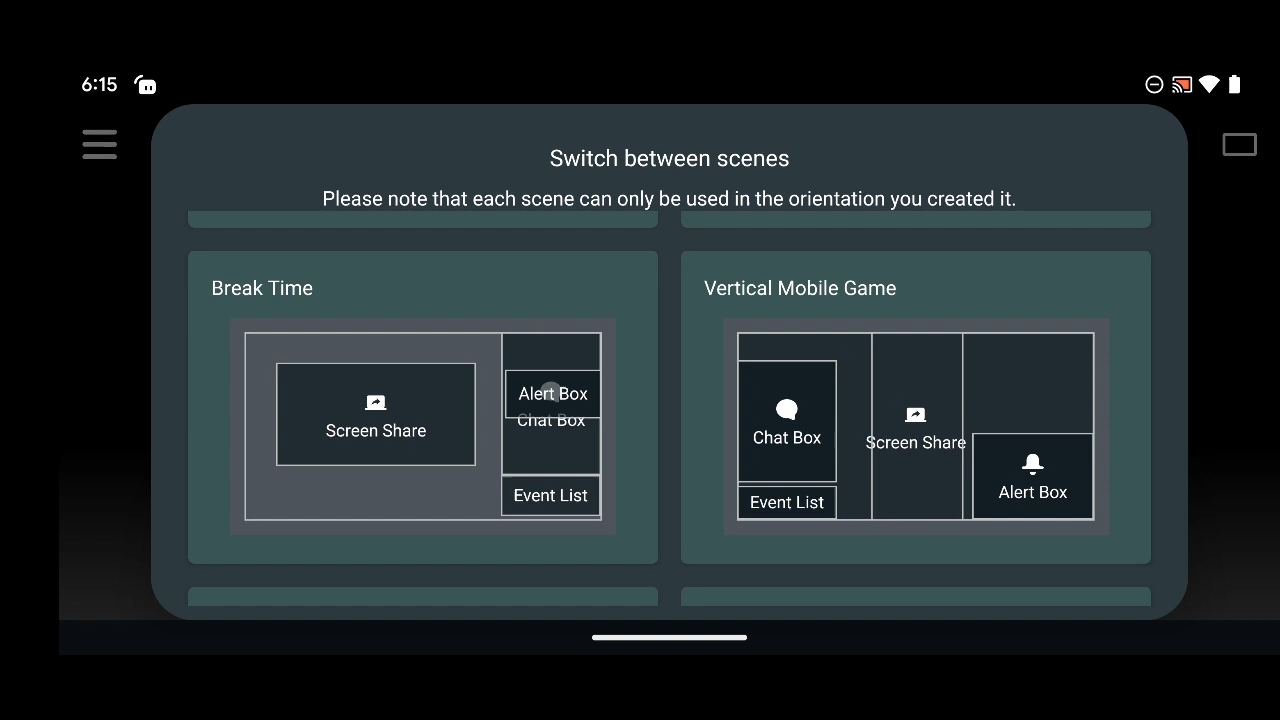 6:15
Switch between scenes
Please note that each scene can only be used in the orientation you created it.
Break Time
Screen Share
Alert Box
Chat Box
Event List
Vertical Mobile Game
Chat Box
Screen Share
Event List
Alert Box